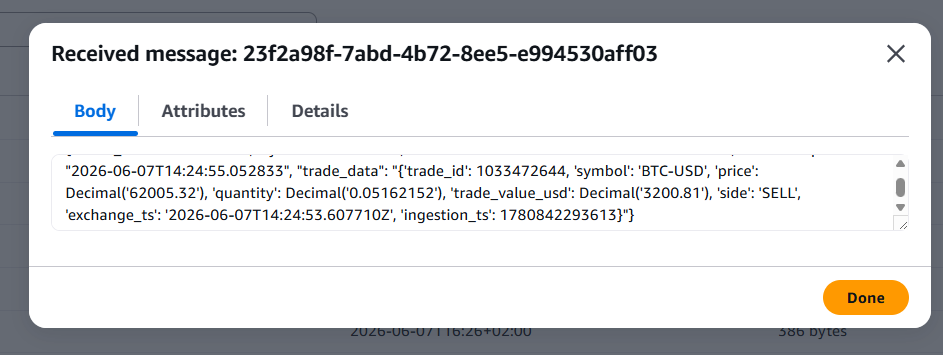 Received message: 23f2a98f-7abd-4b72-8ee5-e994530aff03
Body
Attributes
Details
"2026-06-07T14:24:55.052833", "trade_data": "{'trade_id': 1033472644, 'symbol': 'BTC-USD', 'price':
Decimal('62005.32'), 'quantity': Decimal('0.05162152'), 'trade_value_usd': Decimal('3200.81'), 'side': 'SELL',
'exchange_ts': '2026-06-07T14:24:53.607710Z', 'ingestion_ts': 1780842293613}"}
Done
2026-06-07T16:26+02:00
386 bytes